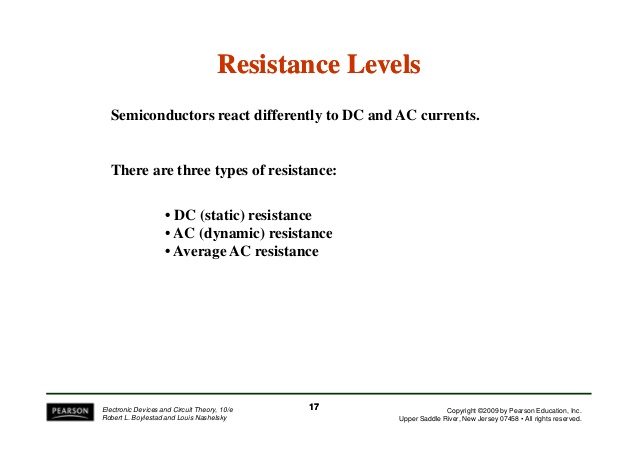 Resistance Levels
Semiconductors react differently to DC and AC currents.
There are three types of resistance:
• DC (static) resistance
• AC (dynamic) resistance
• Average AC resistance
PEARSON
Electronic Devices and Circuit Theory, 10/e
Robert L. Boylestad and Louis Nashelsky
17
Copyright ©2009 by Pearson Education, Inc.
Upper Saddle River, New Jersey 07458 • All rights reserved.